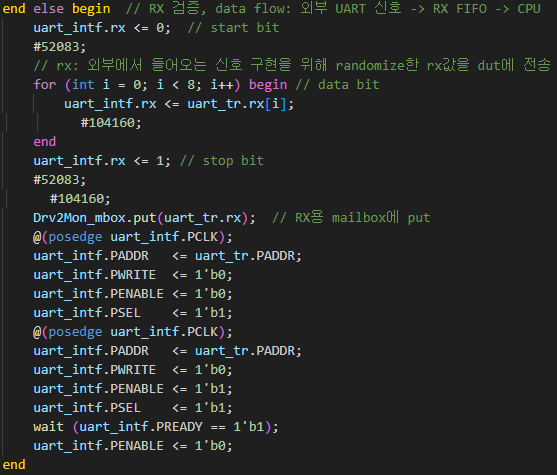 end else begin  // RX 검증, data flow: 외부 UART 신호 -> RX FIFO -> CPU
uart_intf.rx <= 0;  // start bit
#52083;
// rx: 외부에서 들어오는 신호 구현을 위해 randomize한 rx값을 dut에 전송
for (int i = 0; i < 8; i++) begin // data bit
uart_intf.rx <= uart_tr.rx[i];
#104160;
end
uart_intf.rx <= 1; // stop bit
#52083;
#104160;
Drv2Mon_mbox.put(uart_tr.rx);  // RX용 mailbox에 put
@(posedge uart_intf.PCLK);
uart_intf.PADDR   <= uart_tr.PADDR;
uart_intf.PWRITE  <= 1'b0;
uart_intf.PENABLE <= 1'b0;
uart_intf.PSEL    <= 1'b1;
@(posedge uart_intf.PCLK);
uart_intf.PADDR   <= uart_tr.PADDR;
uart_intf.PWRITE  <= 1'b0;
uart_intf.PENABLE <= 1'b1;
uart_intf.PSEL    <= 1'b1;
wait (uart_intf.PREADY == 1'b1);
uart_intf.PENABLE <= 1'b0;
end